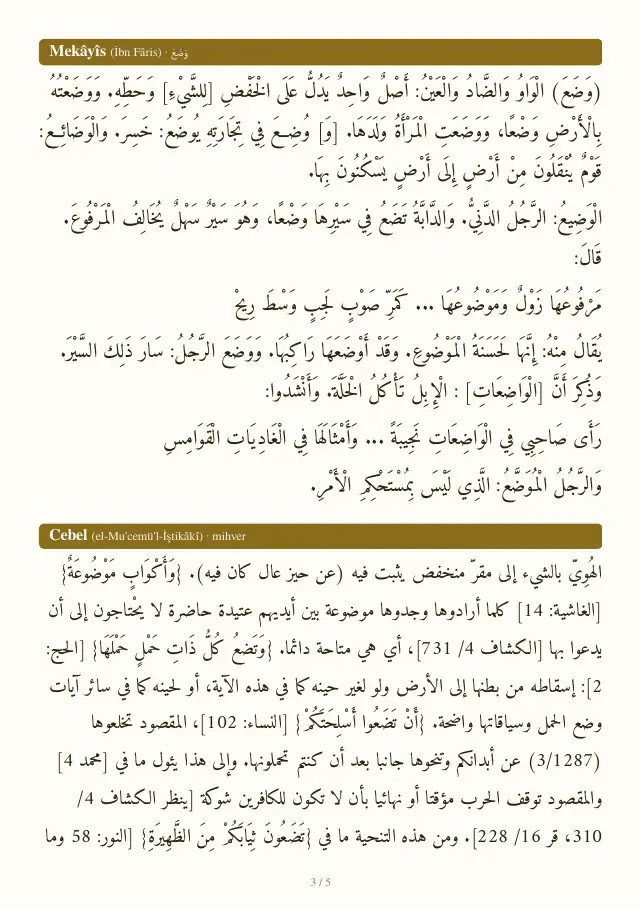 Mekâyîs (İbn Fâris) · وَضَعَ
(وَضَعَ) الْوَاوُ وَالضَّادُ وَالْعَيْنُ: أَصْلٌ وَاحِدٌ يَدُلُّ عَلَى الْخَفْضِ [لِلشَّيْءِ] وَحَطِّهِ. وَوَضَعْتُهُ
بِالْأَرْضِ وَضْعًا، وَوَضَعَتِ الْمَرْأَةُ وَلَدَهَا. [وَ] وُضِعَ فِي تِجَارَتِهِ يُوضَعُ: خَسِرَ. وَالْوَضَائِعُ:
قَوْمٌ يُنْقَلُونَ مِنْ أَرْضٍ إِلَى أَرْضٍ يَسْكُنُونَ بِهَا.
الْوَضِيعُ: الرَّجُلُ الدَّنِيُّ. وَالدَّابَّةُ تَضَعُ فِي سَيْرِهَا وَضْعًا، وَهُوَ سَيْرٌ سَهْلٌ يُخَالِفُ الْمَرْفُوعَ.
قَالَ:
مَرْفُوعُهَا زَوْلٌ وَمَوْضُوعُهَا ... كَمَرِّ صَوْبٍ لَجِبٍ وَسْطَ رِيحْ
يُقَالُ مِنْهُ: إِنَّهَا لَحَسَنَةُ الْمَوْضُوعِ. وَقَدْ أَوْضَعَهَا رَاكِبُهَا. وَوَضَعَ الرَّجُلُ: سَارَ ذَلِكَ السَّيْرَ.
وَذُكِرَ أَنَّ [الْوَاضِعَاتِ] : الْإِبِلُ تَأْكُلُ الْخَلَّةَ. وَأَنْشَدُوا:
رَأَى صَاحِبِي فِي الْوَاضِعَاتِ نَجِيبَةً ... وَأَمْثَالَهَا فِي الْغَادِيَاتِ الْقَوَامِسِ
وَالرَّجُلُ الْمُوَضَّعُ: الَّذِي لَيْسَ بِمُسْتَحْكِمِ الْأَمْرِ.
Cebel (el-Mu'cemü'l-İştikâkī) · mihver
الهُوِيّ بالشيء إلى مقرّ منخفض يثبت فيه (عن حيز عال كان فيه). {وَأَكْوَابٌ مَوْضُوعَةٌ}
[الغاشية: 14] كلما أرادوها وجدوها موضوعة بين أيديهم عتيدة حاضرة لا يحْتاجون إلى أن
يدعوا بها [الكشاف 4/ 731]، أي هي متاحة دائما. {وَتَضَعُ كُلُّ ذَاتِ حَمْلٍ حَمْلَهَا} [الحج:
2]: إسقاطه من بطنها إلى الأرض ولو لغير حينه كما في هذه الآية، أو لحينه كما في سائر آيات
وضع الحمل وسياقاتها واضحة. {أَنْ تَضَعُوا أَسْلِحَتَكُمْ} [النساء: 102]، المقصود تخلعوها
(3/1287) عن أبدانكم وتنحوها جانبا بعد أن كنتم تحملونها. وإلى هذا يئول ما في [محمد 4]
والمقصود توقف الحرب مؤقتا أو نهائيا بأن لا تكون للكافرين شوكة [ينظر الكشاف 4/
310، قر 16/ 228]. ومن هذه التنحية ما في {تَضَعُونَ ثِيَابَكُمْ مِنَ الظَّهِيرَةِ} [النور: 58 وما
3 / 5